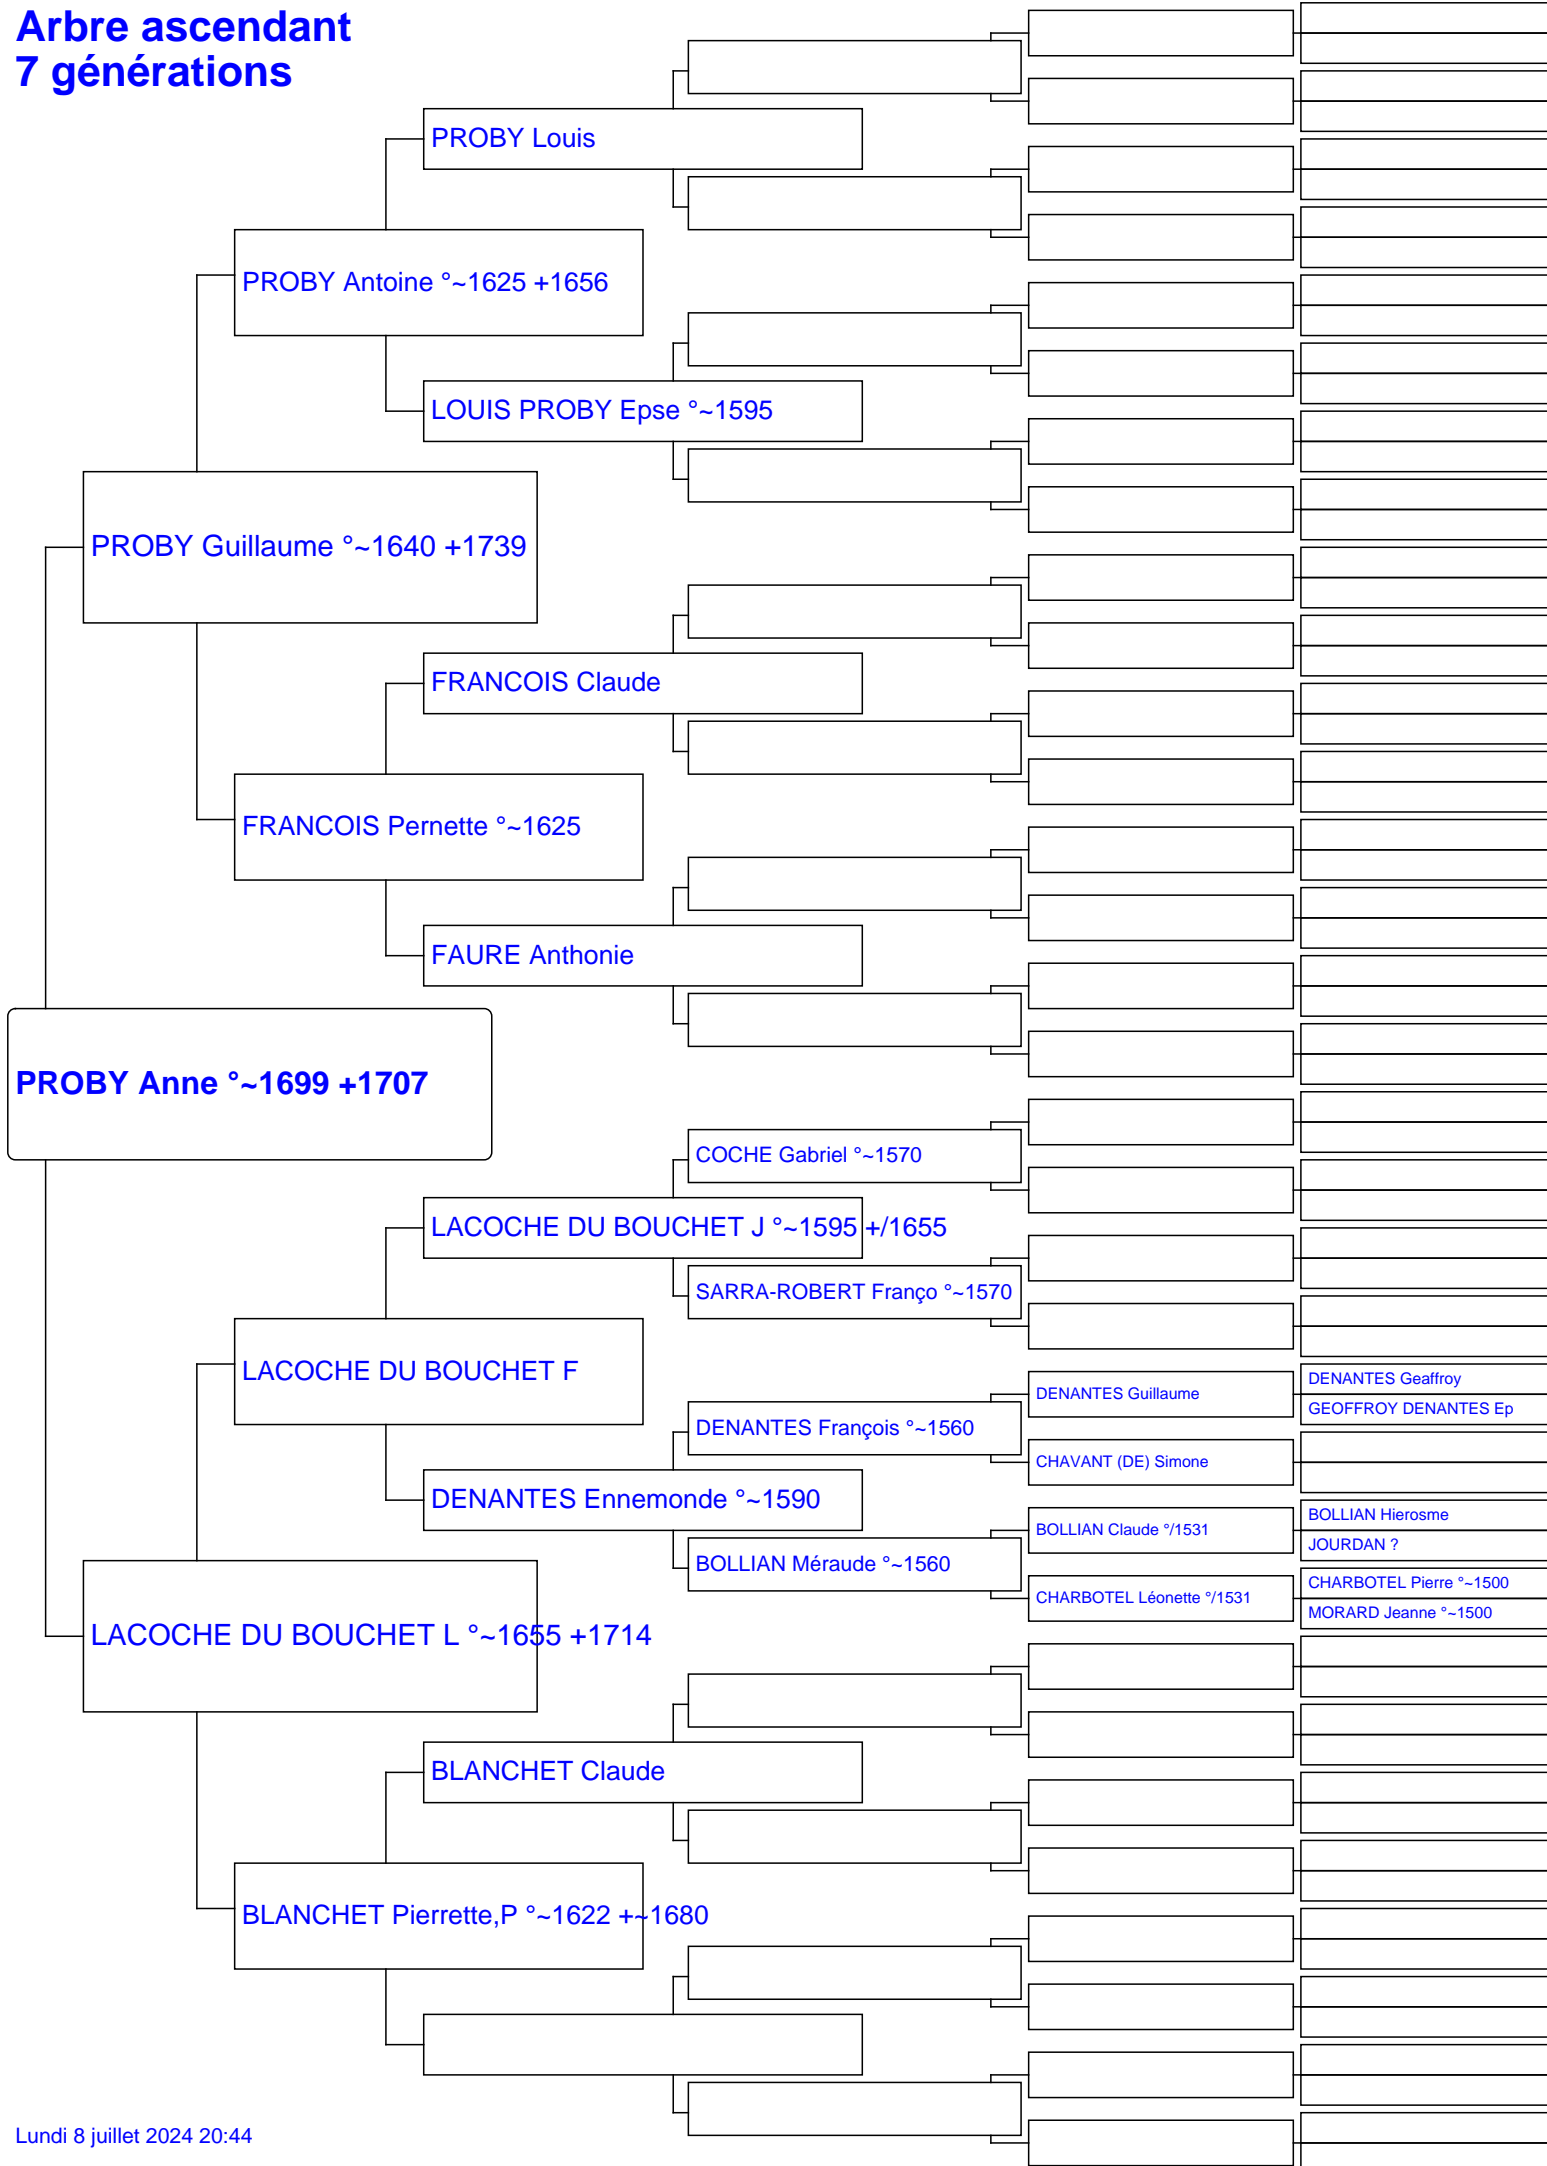 Arbre ascendant
7 générations
PROBY Louis
PROBY Antoine °~1625 +1656
LOUIS PROBY Epse °~1595
PROBY Guillaume °~1640 +1739
FRANCOIS Claude
FRANCOIS Pernette °~1625
FAURE Anthonie
PROBY Anne °~1699 +1707
COCHE Gabriel °~1570
LACOCHE DU BOUCHET J °~1595 +/1655
SARRA-ROBERT Franço °~1570
LACOCHE DU BOUCHET F
DENANTES Geaffroy
DENANTES Guillaume
GEOFFROY DENANTES Ep
DENANTES François °~1560
CHAVANT (DE) Simone
DENANTES Ennemonde °~1590
BOLLIAN Hierosme
BOLLIAN Claude °/1531
JOURDAN ?
BOLLIAN Méraude °~1560
CHARBOTEL Pierre °~1500
CHARBOTEL Léonette °/1531
MORARD Jeanne °~1500
LACOCHE DU BOUCHET L °~1655 +1714
BLANCHET Claude
BLANCHET Pierrette,P °~1622 +~1680
Lundi 8 juillet 2024 20:44